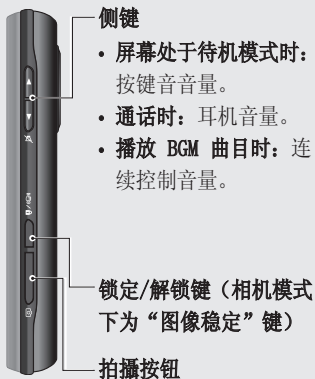 侧键
• 屏幕处于待机模式时：
按键音音量。
• 通话时：耳机音量。
• 播放 BGM 曲目时：连
续控制音量。
锁定/解锁键（相机模式
下为“图像稳定”键）
拍摄按钮